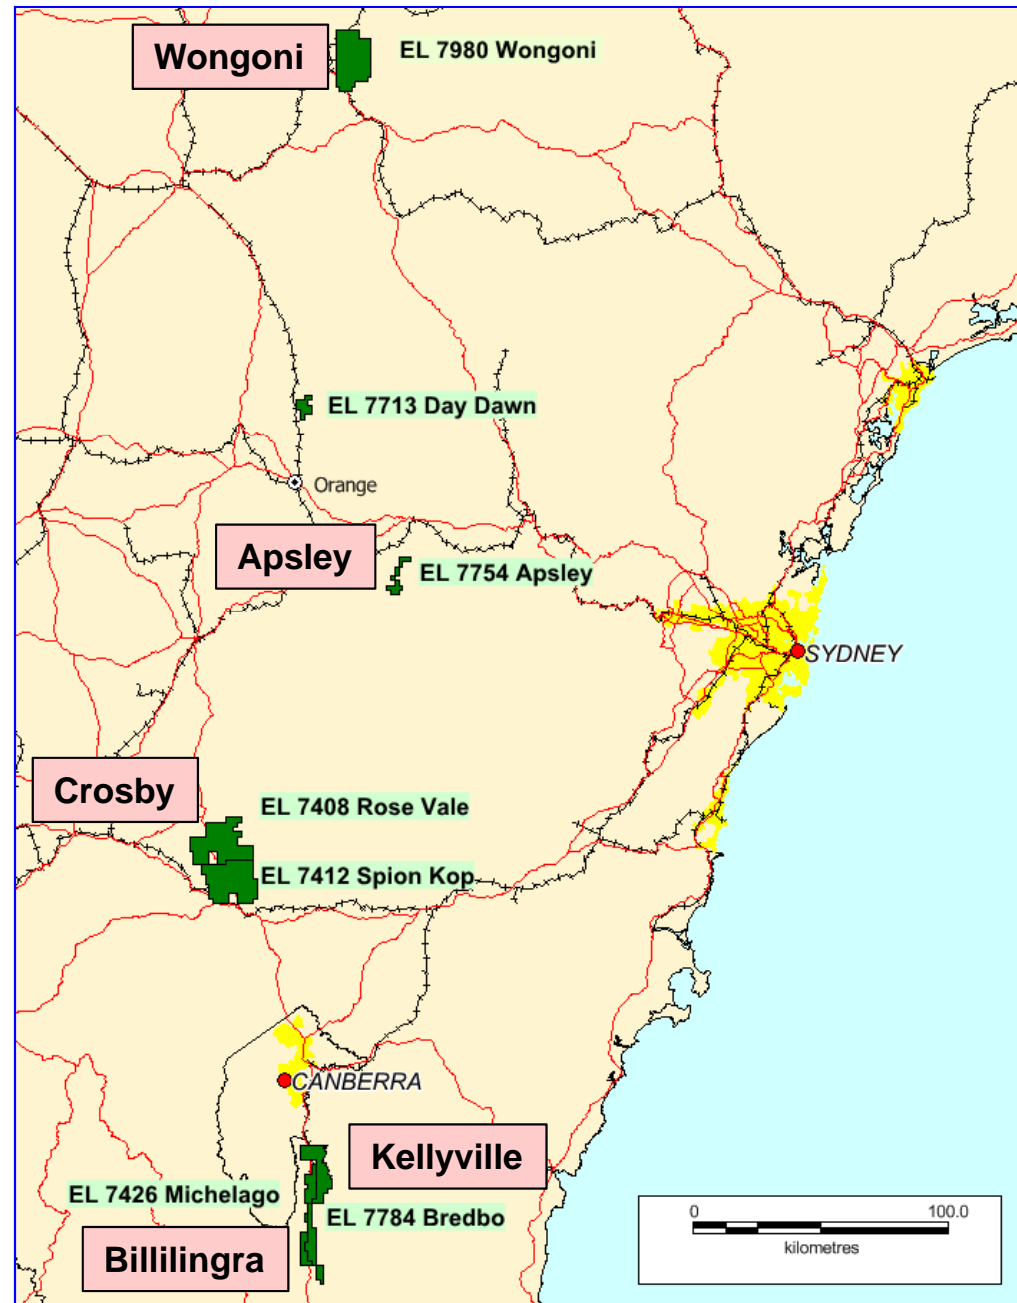 Wongoni
EL 7980 Wongoni
EL 7713 Day Dawn
Orange
Apsley
EL 7754 Apsley
SYDNEY
Crosby
EL 7408 Rose Vale
EL 7412 Spion Kop
CANBERRA
Kellyville
EL 7426 Michelago
EL 7784 Bredbo
Billilingra
0 100.0
kilometres